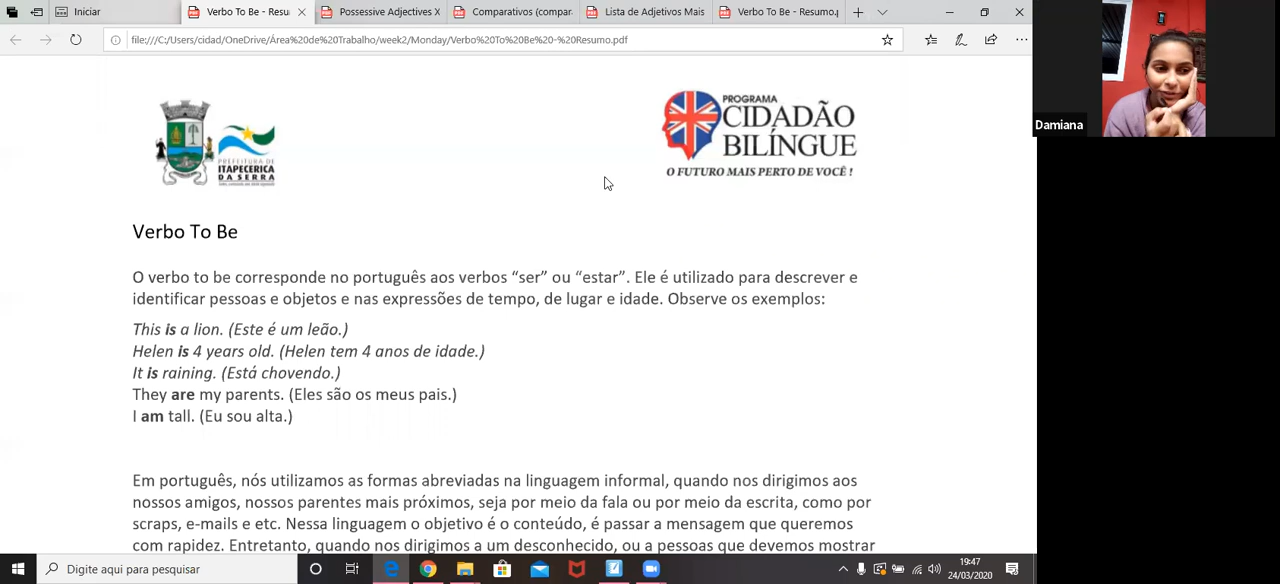 Iniciar
Verbo To Be - Resu
Possessive Adjectives X
Comparativos (compar
Lista de Adjetivos Mais
Verbo To Be - Resumo.p
file:///C:/Users/cidad/OneDrive/Área%20de%20Trabalho/week2/Monday/Verbo%20To%20Be%20-%20Resumo.pdf
Damiana
PREFEITURA DE
ITAPECERICA
DA SERRA
PROGRAMA
CIDADÃO
BILÍNGUE
O FUTURO MAIS PERTO DE VOCÊ !
Verbo To Be
O verbo to be corresponde no português aos verbos “ser” ou “estar”. Ele é utilizado para descrever e
identificar pessoas e objetos e nas expressões de tempo, de lugar e idade. Observe os exemplos:
This is a lion. (Este é um leão.)
Helen is 4 years old. (Helen tem 4 anos de idade.)
It is raining. (Está chovendo.)
They are my parents. (Eles são os meus pais.)
I am tall. (Eu sou alta.)
Em português, nós utilizamos as formas abreviadas na linguagem informal, quando nos dirigimos aos
nossos amigos, nossos parentes mais próximos, seja por meio da fala ou por meio da escrita, como por
scraps, e-mails e etc. Nessa linguagem o objetivo é o conteúdo, é passar a mensagem que queremos
com rapidez. Entretanto, quando nos dirigimos a um desconhecido, ou a pessoas que devemos mostrar
Digite aqui para pesquisar
19:47
24/03/2020